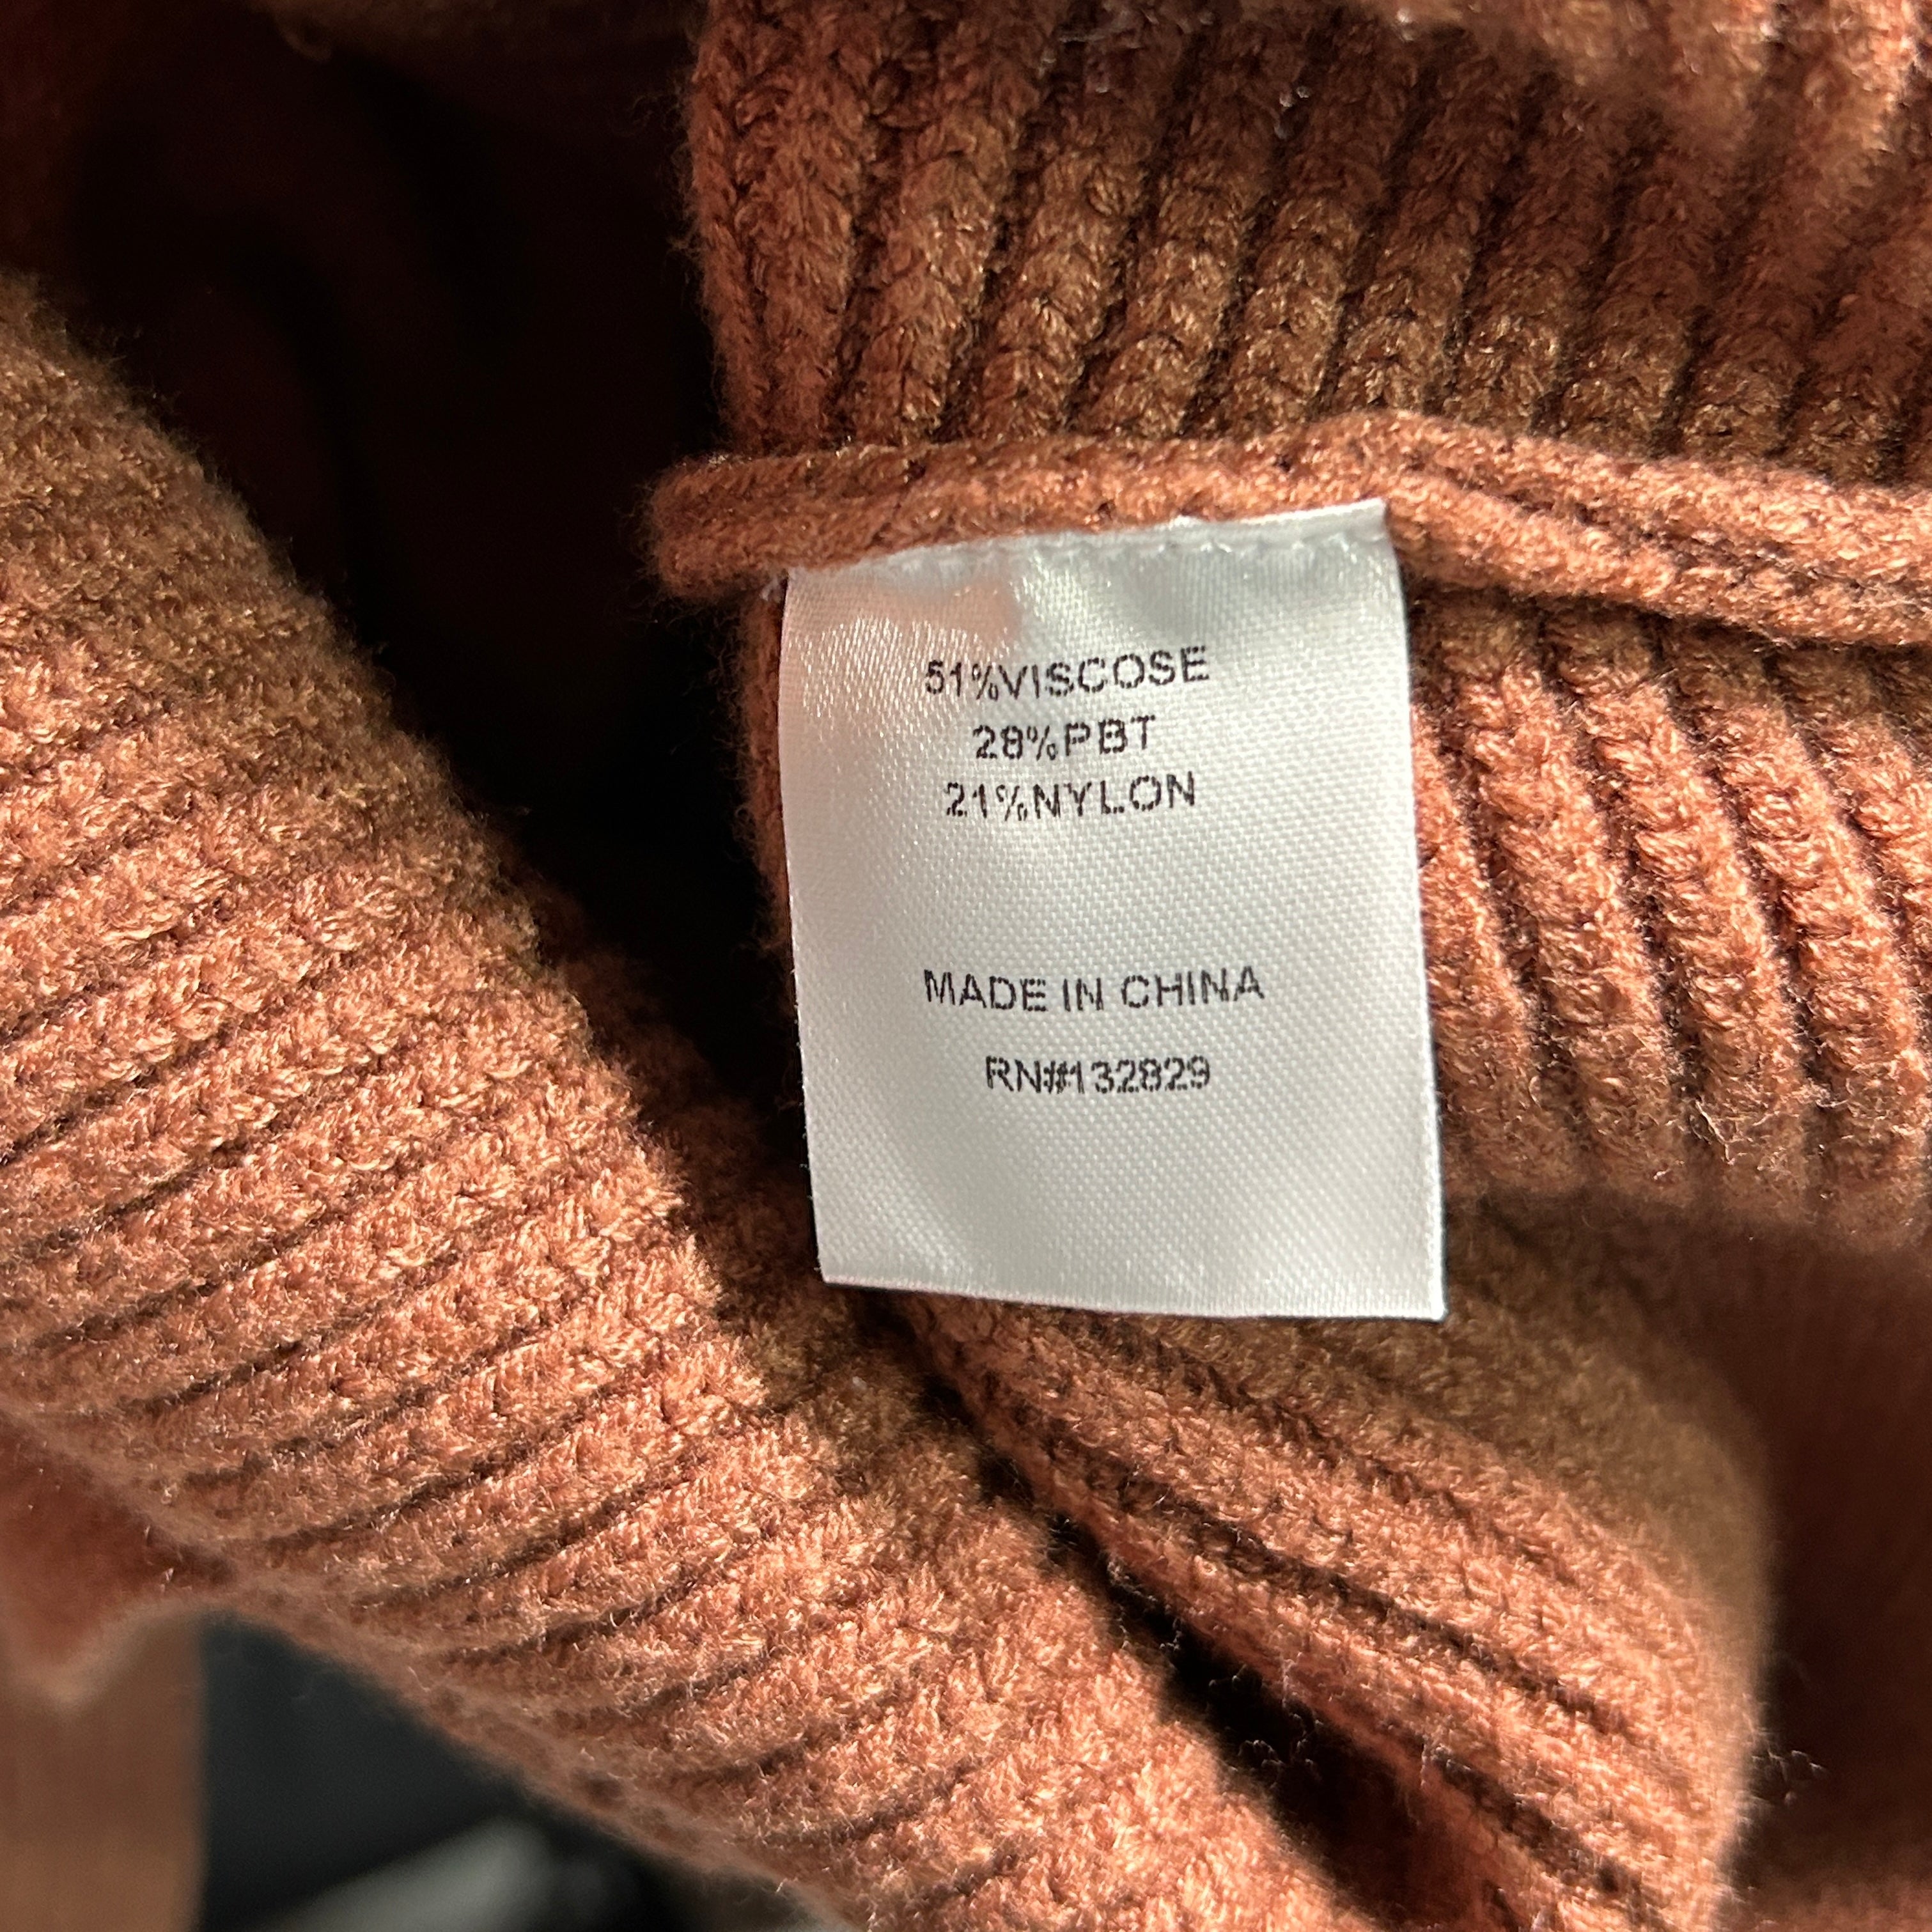 51%VISCOSE
28%PBT
21%NYLON
MADE IN CHINA
RN#132829